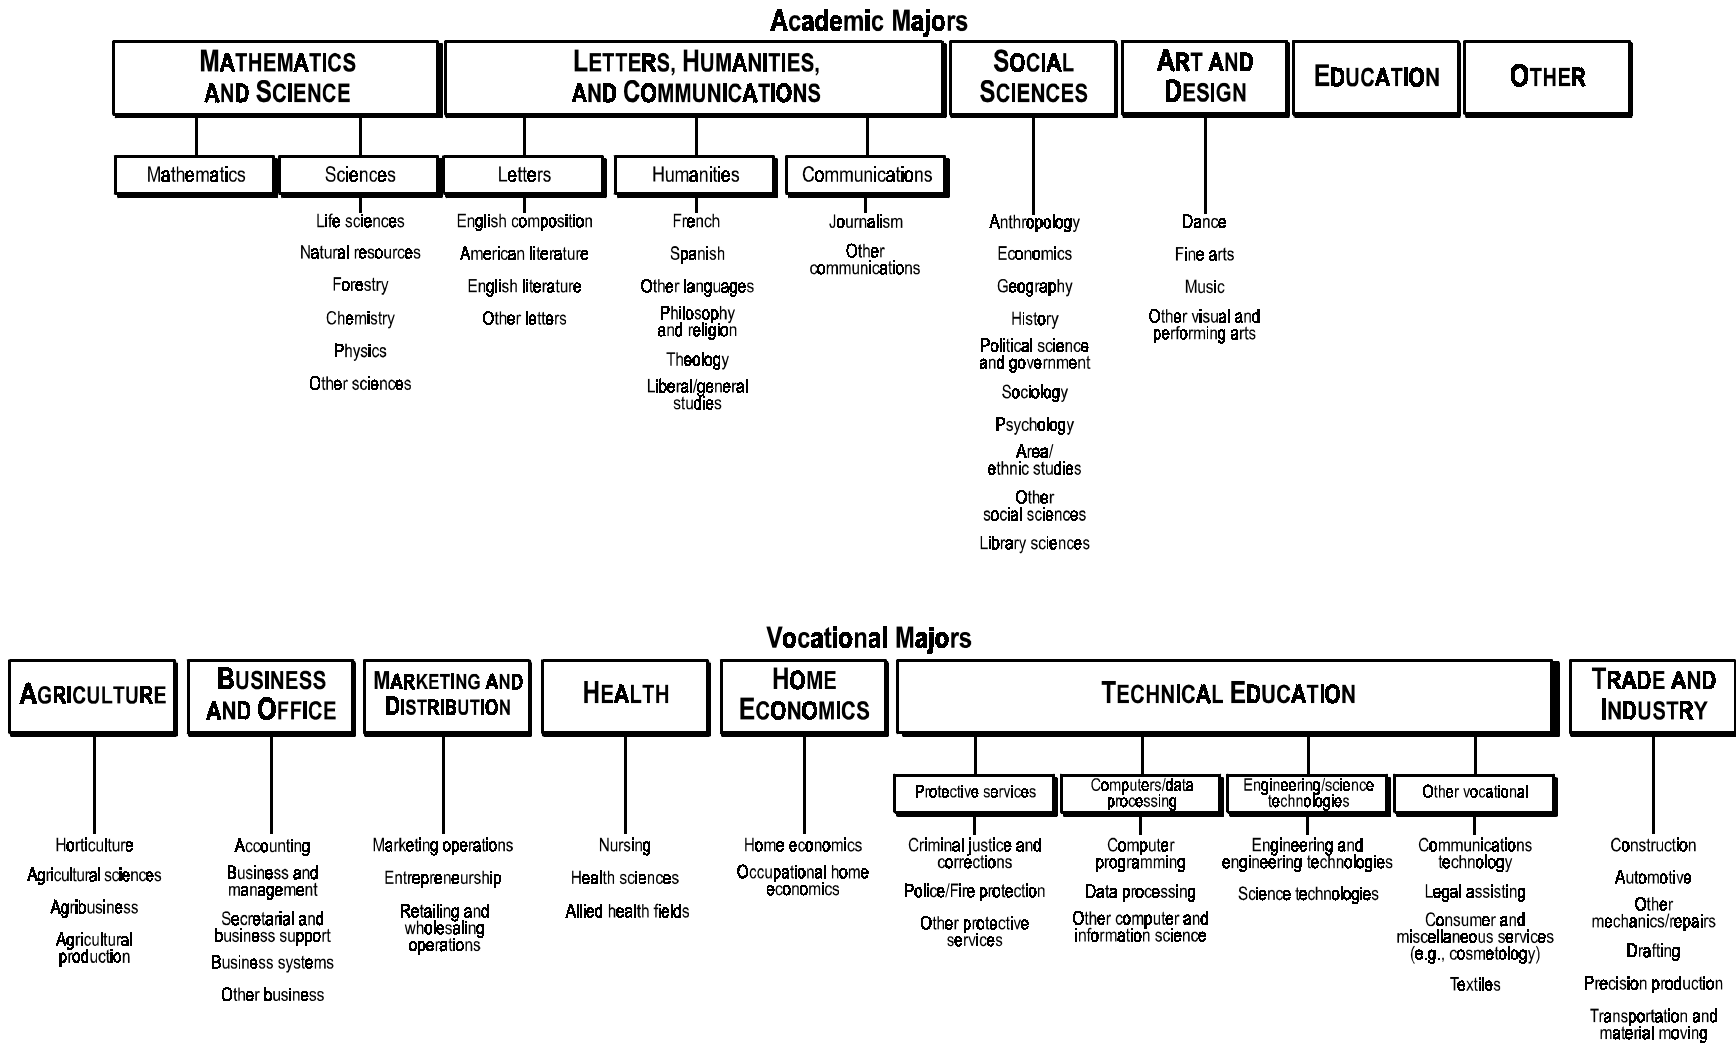 Academic Majors
MATHEMATICS
AND SCIENCE
LETTERS, HUMANITIES,
AND COMMUNICATIONS
SOCIAL
SCIENCES
ART AND
DESIGN
EDUCATION
OTHER
Mathematics
Sciences
Life sciences
Natural resources
Forestry
Chemistry
Physics
Other sciences
Letters
English composition
American literature
English literature
Other letters
Humanities
French
Spanish
Other languages
Philosophy
and religion
Theology
Liberal/general
studies
Communications
Journalism
Other
communications
Anthropology
Economics
Geography
History
Political science
and government
Sociology
Psychology
Area/
ethnic studies
Other
social sciences
Library sciences
Dance
Fine arts
Music
Other visual and
performing arts
Vocational Majors
AGRICULTURE
Horticulture
Agricultural sciences
Agribusiness
Agricultural
production
BUSINESS
AND OFFICE
Accounting
Business and
management
Secretarial and
business support
Business systems
Other business
MARKETING AND
DISTRIBUTION
Marketing operations
Entrepreneurship
Retailing and
wholesaling
operations
HEALTH
Nursing
Health sciences
Allied health fields
HOME
ECONOMICS
Home economics
Occupational home
economics
TECHNICAL EDUCATION
Protective services
Criminal justice and
corrections
Police/Fire protection
Other protective
services
Computers/data
processing
Computer
programming
Data processing
Other computer and
information science
Engineering/science
technologies
Engineering and
engineering technologies
Science technologies
Other vocational
Communications
technology
Legal assisting
Consumer and
miscellaneous services
(e.g., cosmetology)
Textiles
TRADE AND
INDUSTRY
Construction
Automotive
Other
mechanics/repairs
Drafting
Precision production
Transportation and
material moving